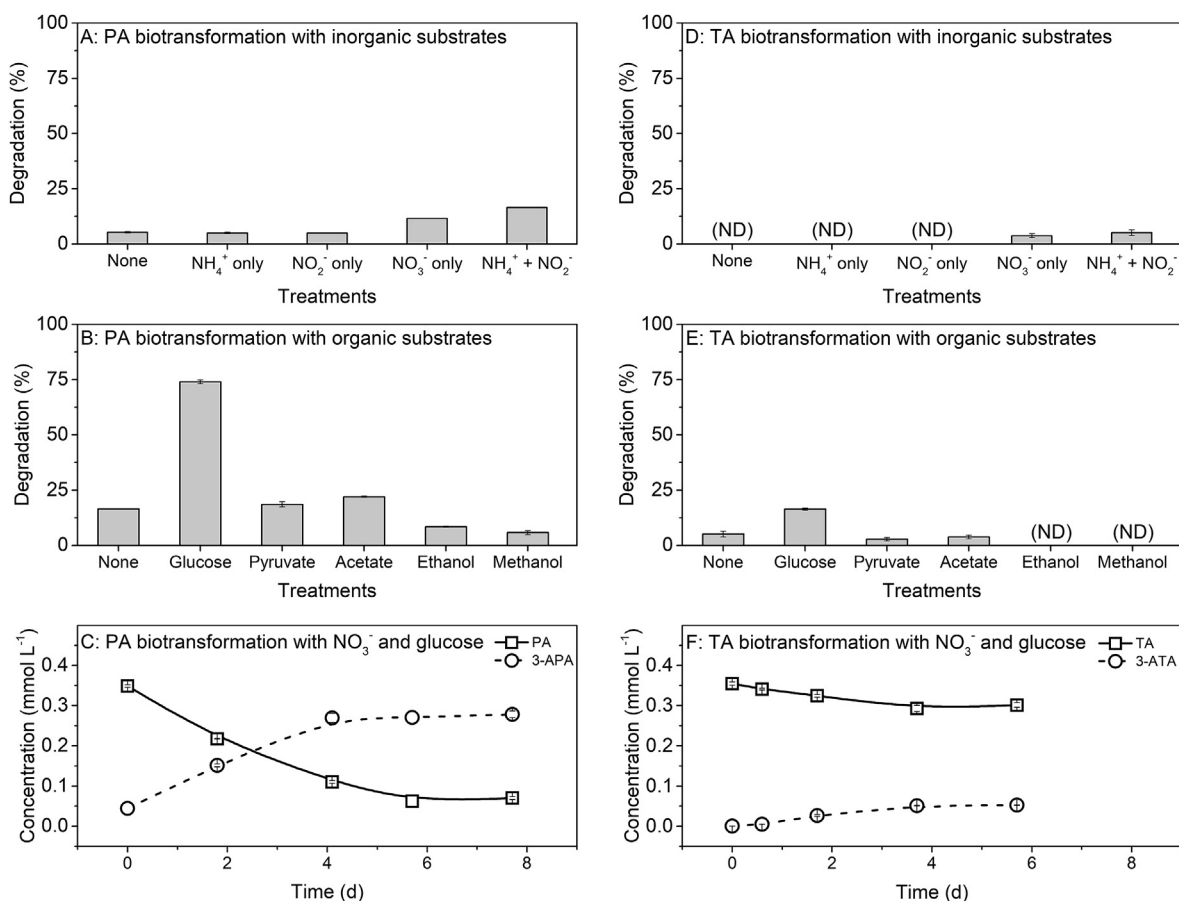 A: PA biotransformation with inorganic substrates
Degradation (%)
100
75
50
25
0
None NH₄⁺ only NO₂⁻ only NO₃⁻ only NH₄⁺ + NO₂⁻
Treatments
B: PA biotransformation with organic substrates
Degradation (%)
100
75
50
25
0
None Glucose Pyruvate Acetate Ethanol Methanol
Treatments
C: PA biotransformation with NO₃⁻ and glucose
PA
3-APA
Concentration (mmol L⁻¹)
0.4
0.3
0.2
0.1
0.0
0 2 4 6 8
Time (d)
D: TA biotransformation with inorganic substrates
Degradation (%)
100
75
50
25
0
(ND) (ND) (ND)
None NH₄⁺ only NO₂⁻ only NO₃⁻ only NH₄⁺ + NO₂⁻
Treatments
E: TA biotransformation with organic substrates
Degradation (%)
100
75
50
25
0
(ND) (ND)
None Glucose Pyruvate Acetate Ethanol Methanol
Treatments
F: TA biotransformation with NO₃⁻ and glucose
TA
3-ATA
Concentration (mmol L⁻¹)
0.4
0.3
0.2
0.1
0.0
0 2 4 6 8
Time (d)